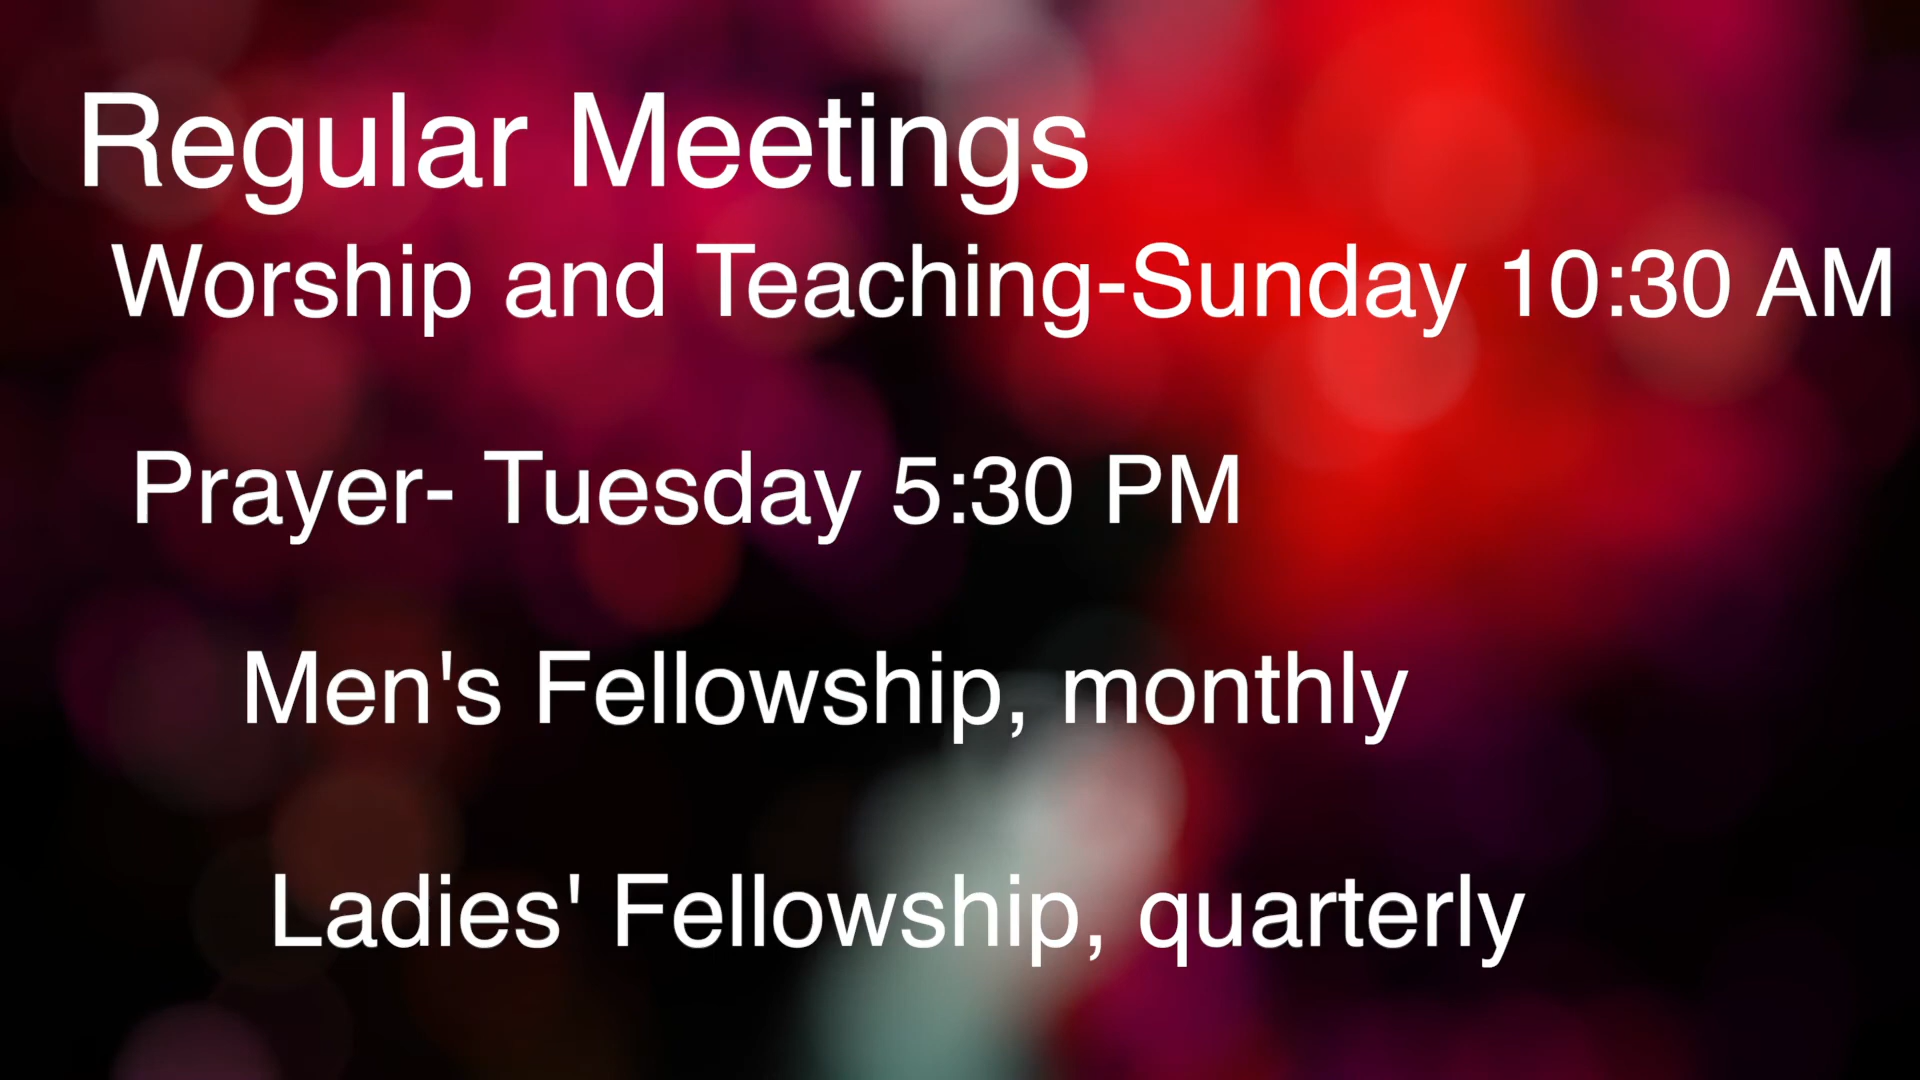 Regular Meetings
Worship and Teaching-Sunday 10:30 AM
Prayer- Tuesday 5:30 PM
Men's Fellowship, monthly
Ladies' Fellowship, quarterly